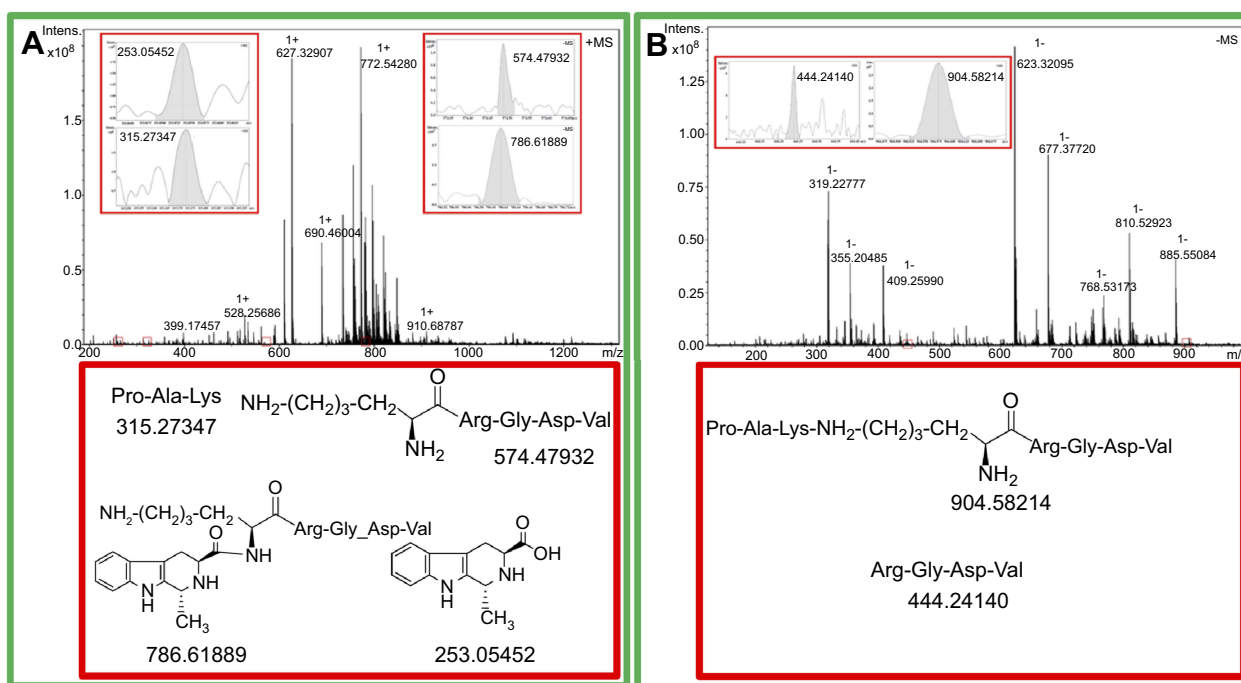 A
Intens.
x10⁸
+MS
1+
627.32907
1+
772.54280
253.05452
315.27347
574.47932
-MS
786.61889
-MS
1.5
1.0
0.5
0.0
1+
690.46004
1+
528.25686
399.17457
1+
910.68787
200 400 600 800 1000 1200 m/z
Pro-Ala-Lys
315.27347
NH₂-(CH₂)₃-CH₂
O
Arg-Gly-Asp-Val
NH₂
574.47932
NH₂-(CH₂)₃-CH₂
O
Arg-Gly_Asp-Val
O
NH
NH
N
H
CH₃
786.61889
O
OH
NH
N
H
CH₃
253.05452
B
Intens.
x10⁸
-MS
1-
623.32095
444.24140
904.58214
1.25
1.00
0.75
0.50
0.25
0.00
1-
677.37720
1-
319.22777
1-
355.20485
1-
409.25990
1-
810.52923
1-
768.53173
1-
885.55084
200 300 400 500 600 700 800 900 m/
Pro-Ala-Lys-NH₂-(CH₂)₃-CH₂
O
Arg-Gly-Asp-Val
NH₂
904.58214
Arg-Gly-Asp-Val
444.24140